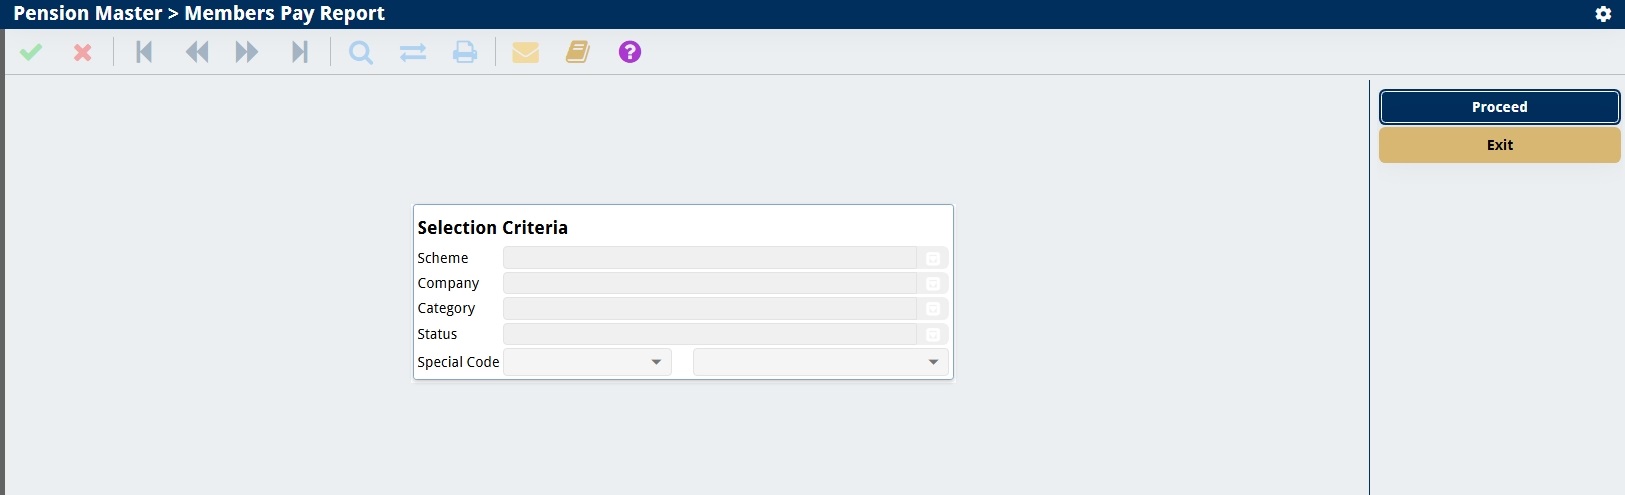 Pension Master > Members Pay Report
?
Proceed
Exit
Selection Criteria
Scheme
Company
Category
Status
Special Code